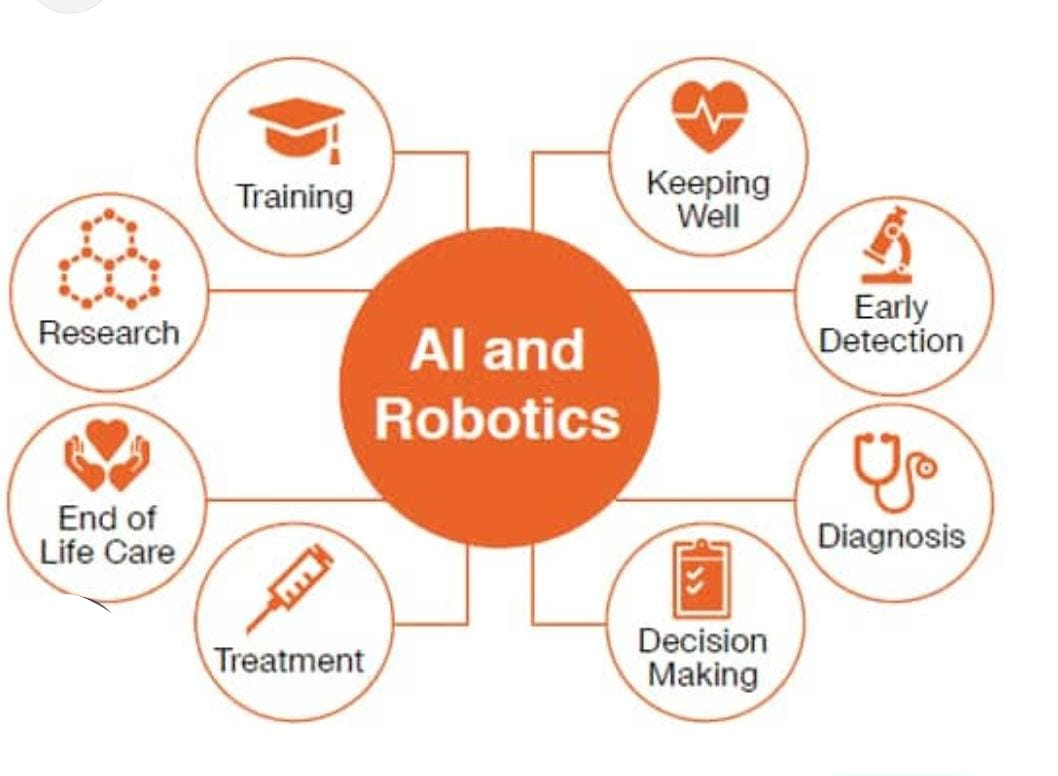 AI and
Robotics
Keeping
Well
Early
Detection
Diagnosis
Decision
Making
Treatment
End of
Life Care
Research
Training